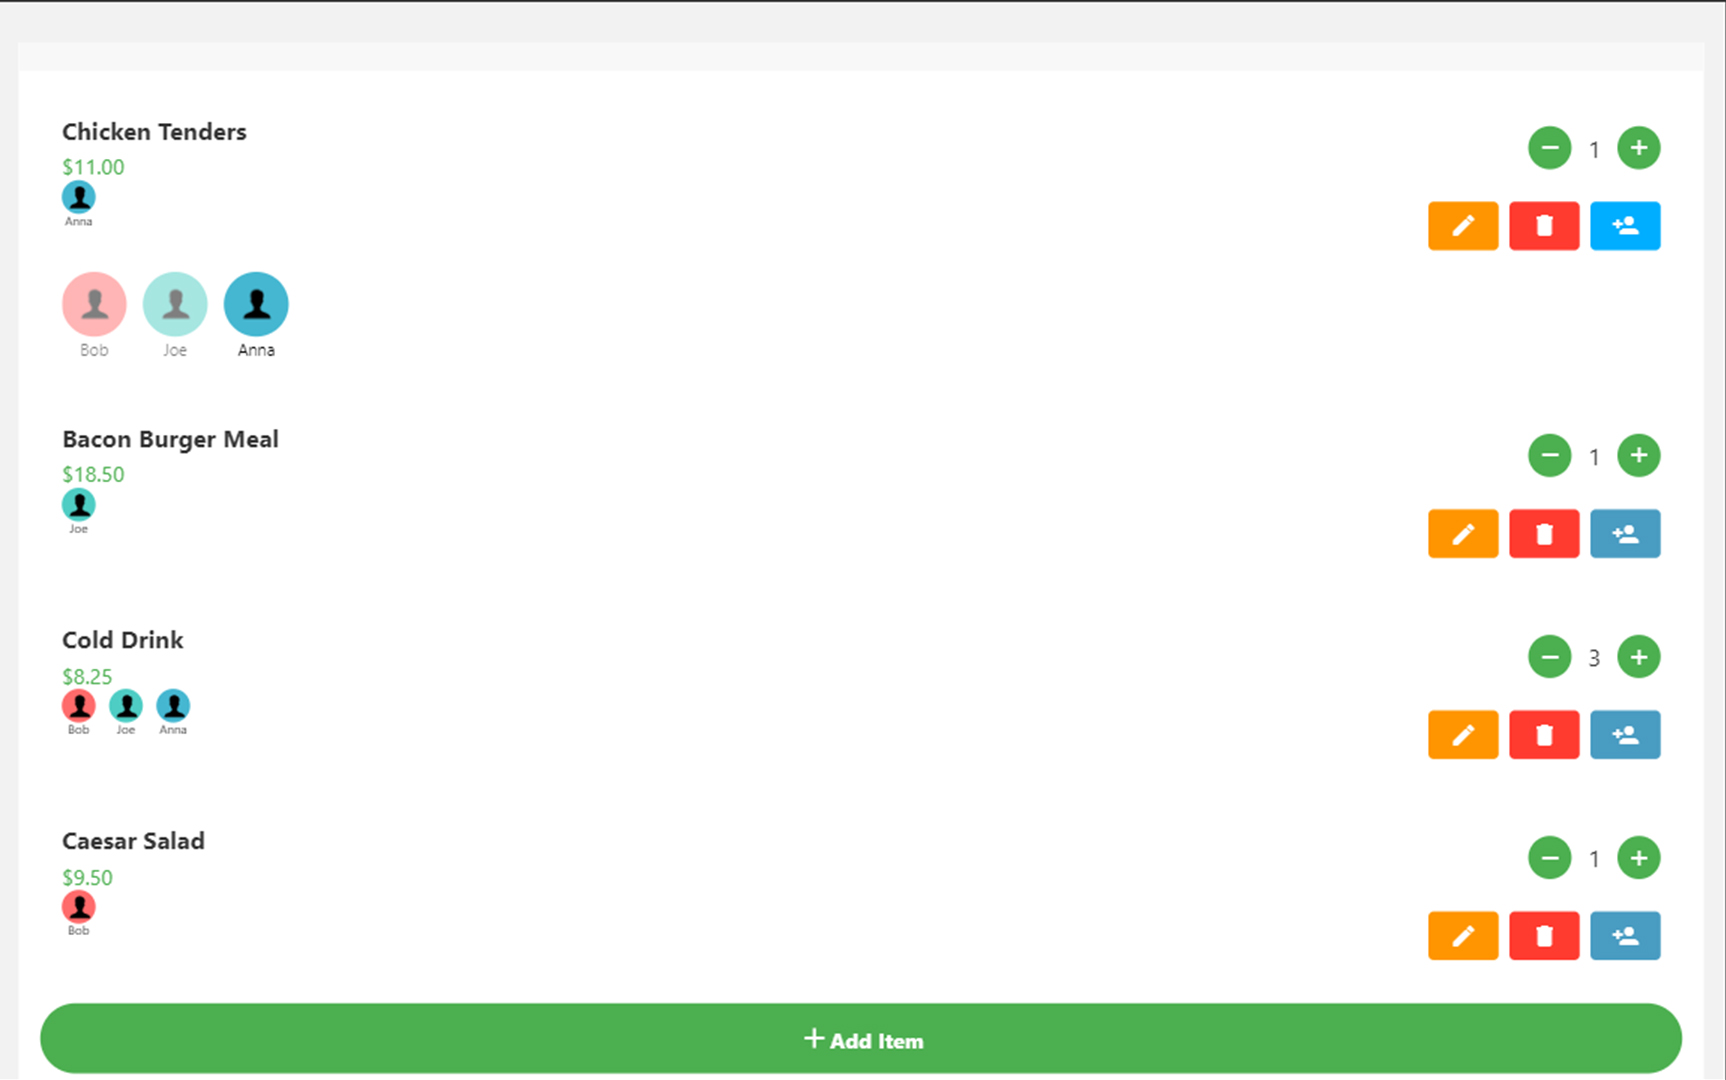 Chicken Tenders
$11.00
1
Anna
Bob Joe Anna
Bacon Burger Meal
$18.50
1
Joe
Cold Drink
$8.25
3
Bob Joe Anna
Caesar Salad
$9.50
1
Bob
+ Add Item